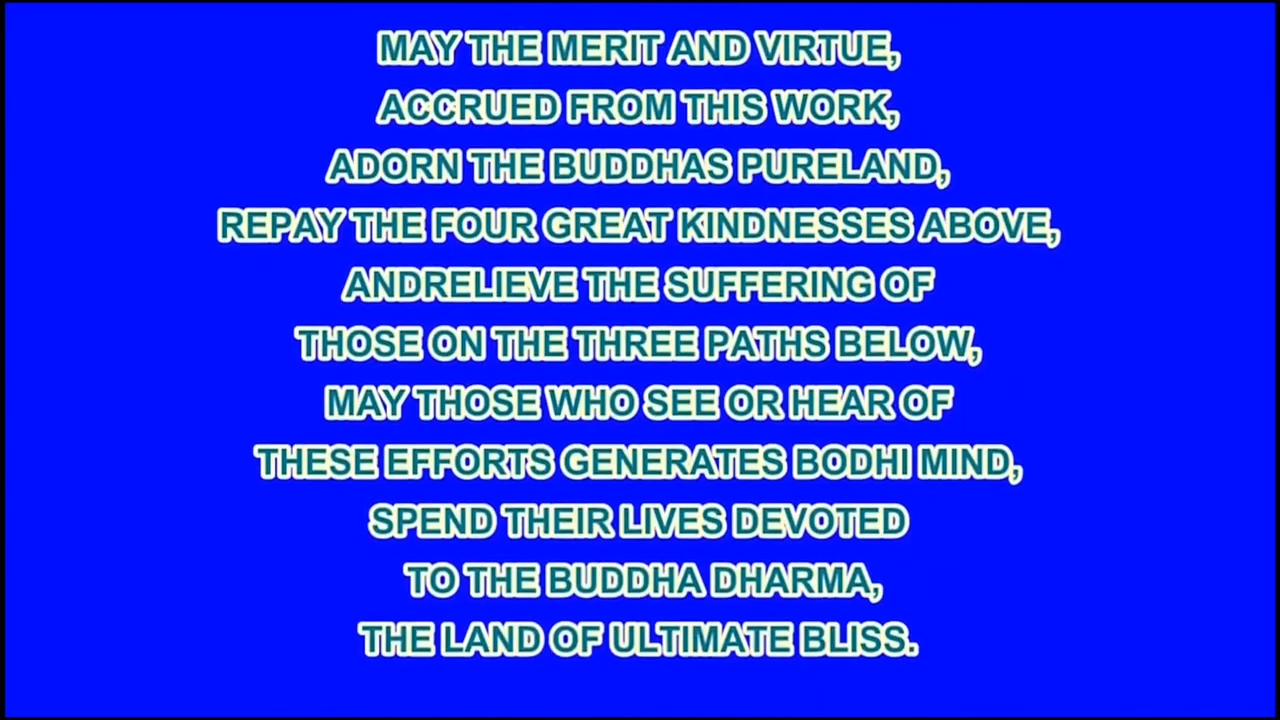 MAY THE MERIT AND VIRTUE,
ACCRUED FROM THIS WORK,
ADORN THE BUDDHAS PURELAND,
REPAY THE FOUR GREAT KINDNESSES ABOVE,
ANDRELIEVE THE SUFFERING OF
THOSE ON THE THREE PATHS BELOW,
MAY THOSE WHO SEE OR HEAR OF
THESE EFFORTS GENERATES BODHI MIND,
SPEND THEIR LIVES DEVOTED
TO THE BUDDHA DHARMA,
THE LAND OF ULTIMATE BLISS.